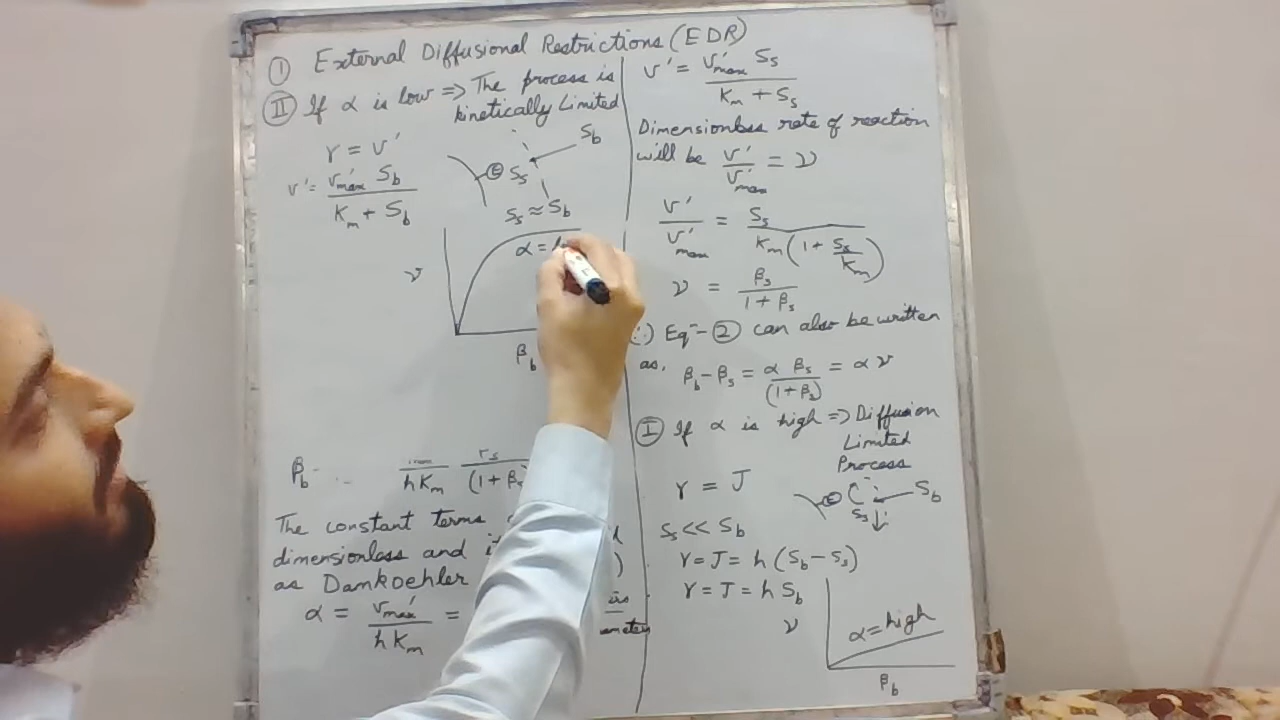 ① External Diffusional Restrictions (EDR)
II If α is low => The process is
kinetically Limited
r = v'
v' = v'max Sb / Km + Sb
E Ss Sb
Ss ≈ Sb
α =
ν
βb
βb hKm (1 + β
The constant terms
dimensionless and
as Damkoehler
α = v'max / h Km =
v' = v'max Ss / Km + Ss
Dimensionless rate of reaction
will be v' / v'max = ν
v' / v'max = Ss / Km (1 + Ss / Km)
ν = βs / 1 + βs
Eqⁿ - ② can also be written
as, βb - βs = α βs / (1 + βs) = α ν
I If α is high => Diffusion
Limited
Process
r = J
E Ss Sb
Ss << Sb
r = J = h (Sb - Ss)
r = J = h Sb
ν
α = high
βb